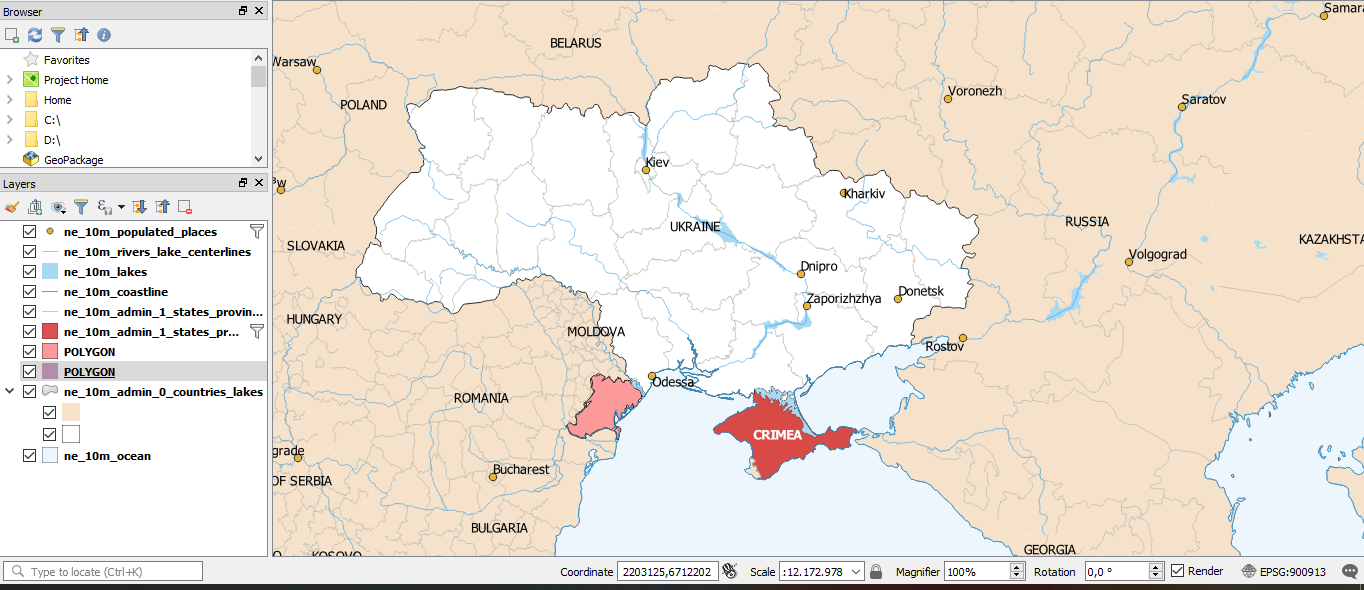 Browser
Favorites
Project Home
Home
C:\
D:\
GeoPackage
Layers
ne_10m_populated_places
ne_10m_rivers_lake_centerlines
ne_10m_lakes
ne_10m_coastline
ne_10m_admin_1_states_provin...
ne_10m_admin_1_states_pr...
POLYGON
POLYGON
ne_10m_admin_0_countries_lakes
ne_10m_ocean
Samara
BELARUS
Warsaw
Voronezh
Saratov
POLAND
Kiev
Kharkiv
RUSSIA
UKRAINE
SLOVAKIA
KAZAKHSTA
Volgograd
Dnipro
Donetsk
Zaporizhzhya
HUNGARY
MOLDOVA
Rostov
Odessa
ROMANIA
CRIMEA
grade
Bucharest
OF SERBIA
BULGARIA
KOSOVO
GEORGIA
Type to locate (Ctrl+K)
Coordinate 2203125,6712202
Scale :12.172.978
Magnifier 100%
Rotation 0,0 °
Render
EPSG:900913